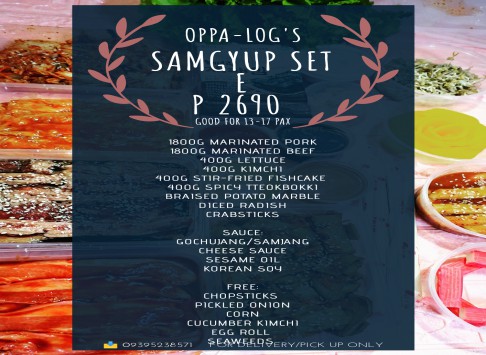 OPPA-LOG'S
SAMGYUP SET
E
P 2690
GOOD FOR 13-17 PAX
1800G MARINATED PORK
1800G MARINATED BEEF
400G LETTUCE
400G KIMCHI
400G STIR-FRIED FISHCAKE
400G SPICY TTEOKBOKKI
BRAISED POTATO MARBLE
DICED RADISH
CRABSTICKS
SAUCE:
GOCHUJANG/SAMJANG
CHEESE SAUCE
SESAME OIL
KOREAN SOY
FREE:
CHOPSTICKS
PICKLED ONION
CORN
CUCUMBER KIMCHI
EGG ROLL
SEAWEEDS
09395238571 FOR DELIVERY/PICK UP ONLY